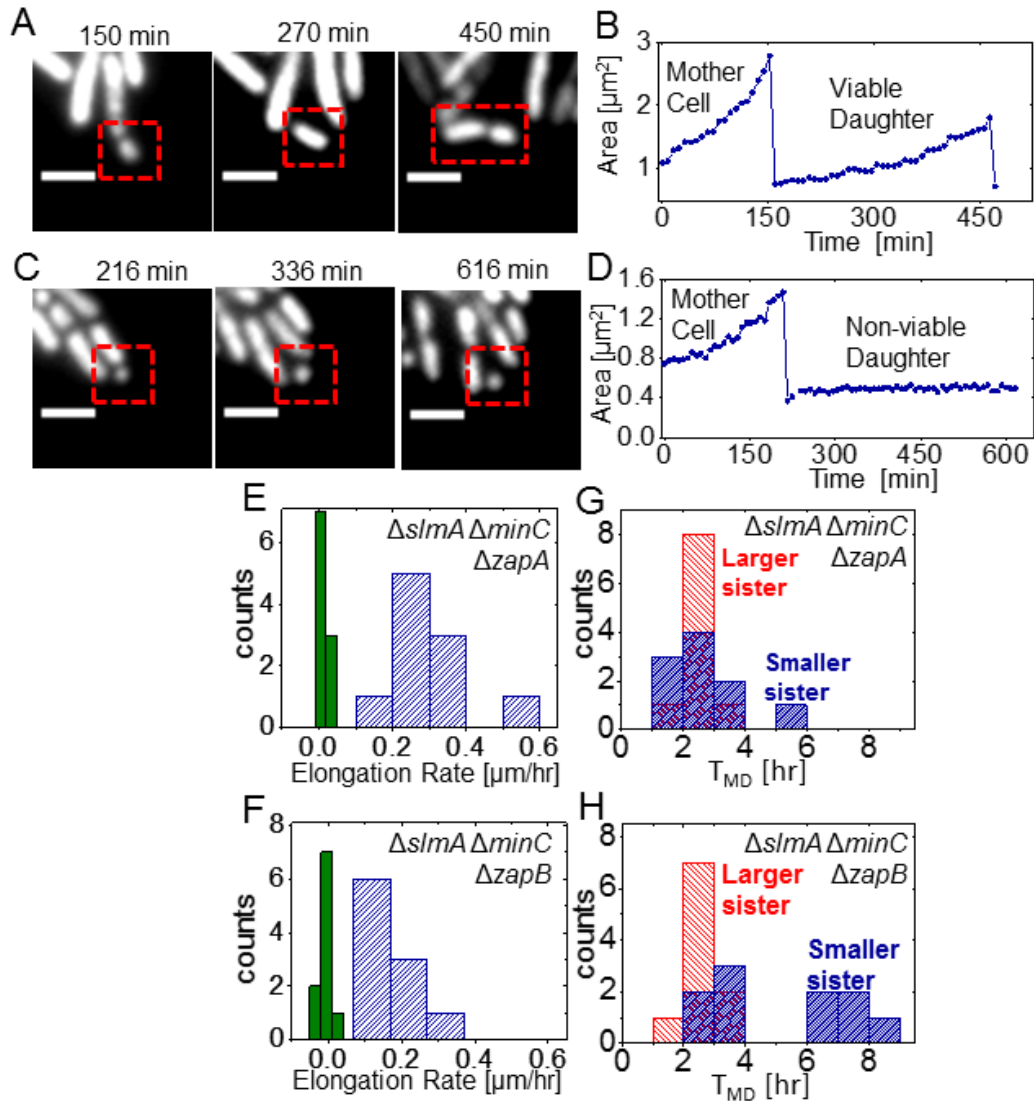 A
150 min
270 min
450 min
B
Area [µm²]
3
2
1
Mother
Cell
Viable
Daughter
0
150
300
450
Time [min]
C
216 min
336 min
616 min
D
Area [µm²]
1.6
1.2
0.8
0.4
0.0
Mother
Cell
Non-viable
Daughter
0
150
300
450
600
Time [min]
E
counts
6
4
2
0
ΔslmA ΔminC
ΔzapA
0.0
0.2
0.4
0.6
Elongation Rate [µm/hr]
G
counts
8
6
4
2
0
ΔslmA ΔminC
ΔzapA
Larger
sister
Smaller
sister
0
2
4
6
8
TMD [hr]
F
counts
8
6
4
2
0
ΔslmA ΔminC
ΔzapB
0.0
0.2
0.4
0.6
Elongation Rate [µm/hr]
H
counts
8
6
4
2
0
ΔslmA ΔminC
ΔzapB
Larger
sister
Smaller
sister
0
2
4
6
8
TMD [hr]